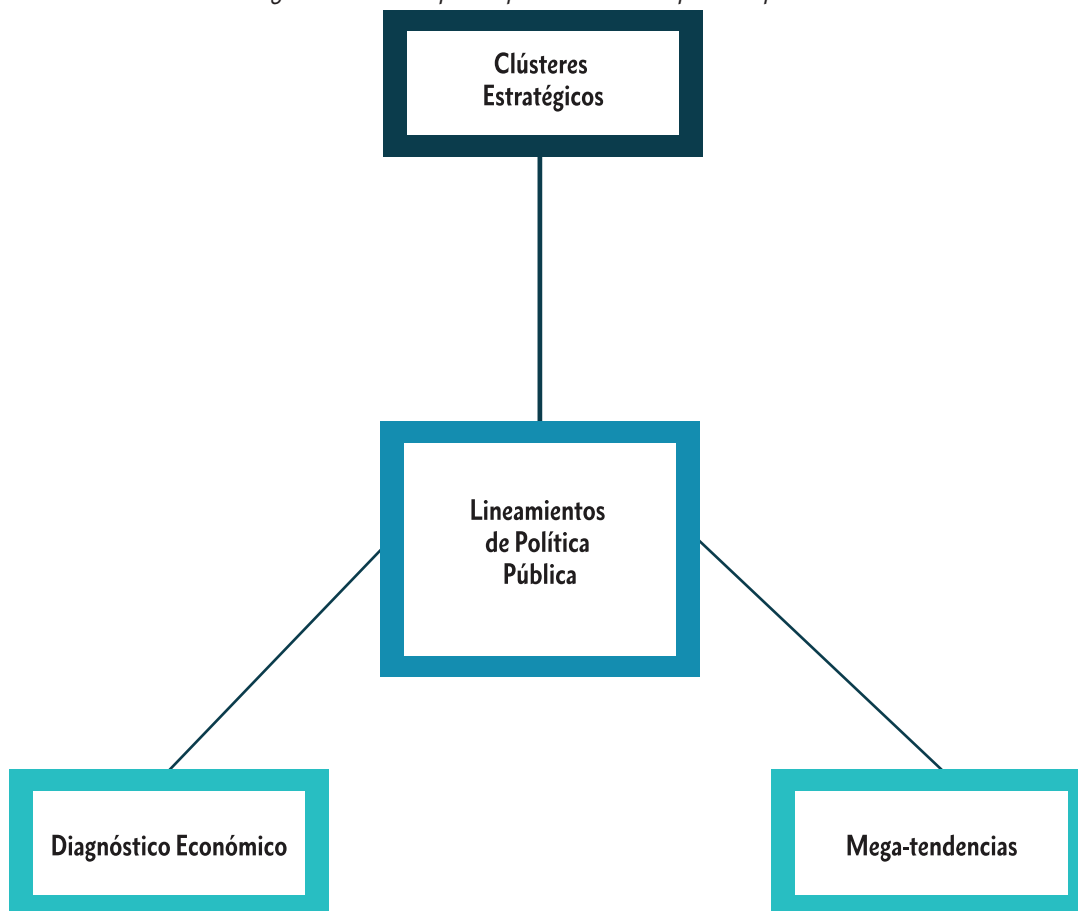 Clústeres
Estratégicos
Lineamientos
de Política
Pública
Diagnóstico Económico
Mega-tendencias